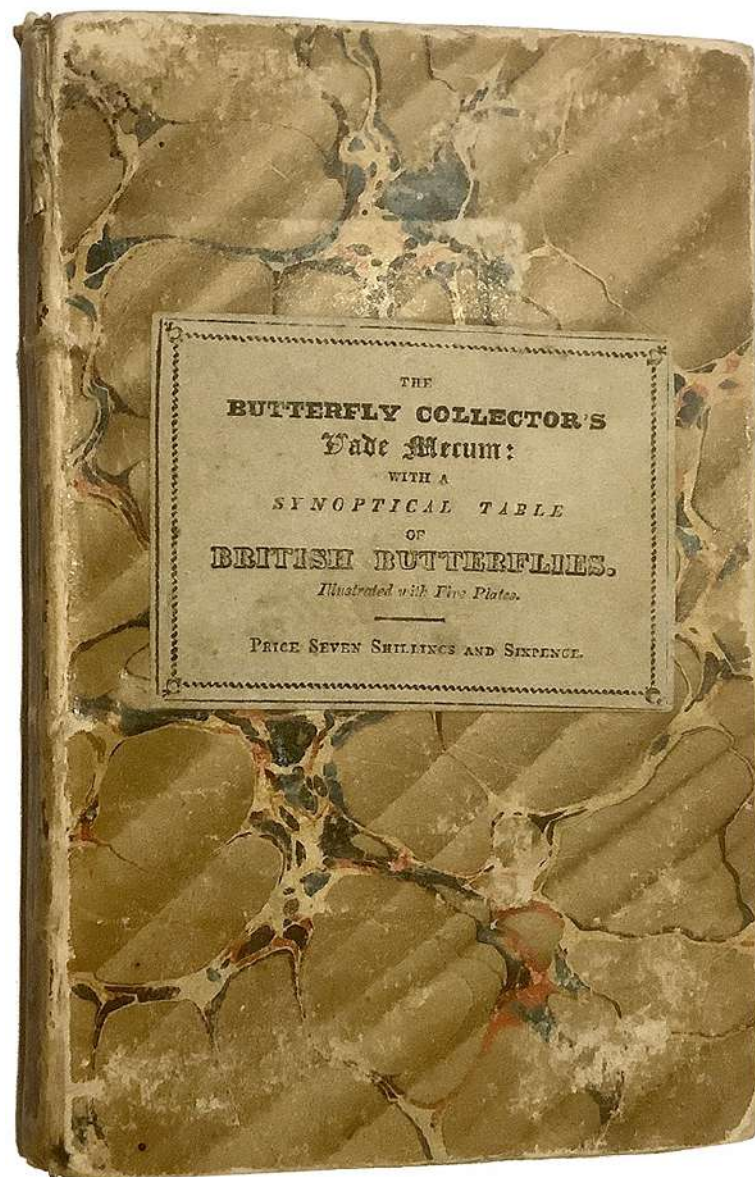 THE
BUTTERFLY COLLECTOR'S
Vade Mecum:
WITH A
SYNOPTICAL TABLE
OF
BRITISH BUTTERFLIES.
Illustrated with Five Plates.
PRICE SEVEN SHILLINGS AND SIXPENCE.